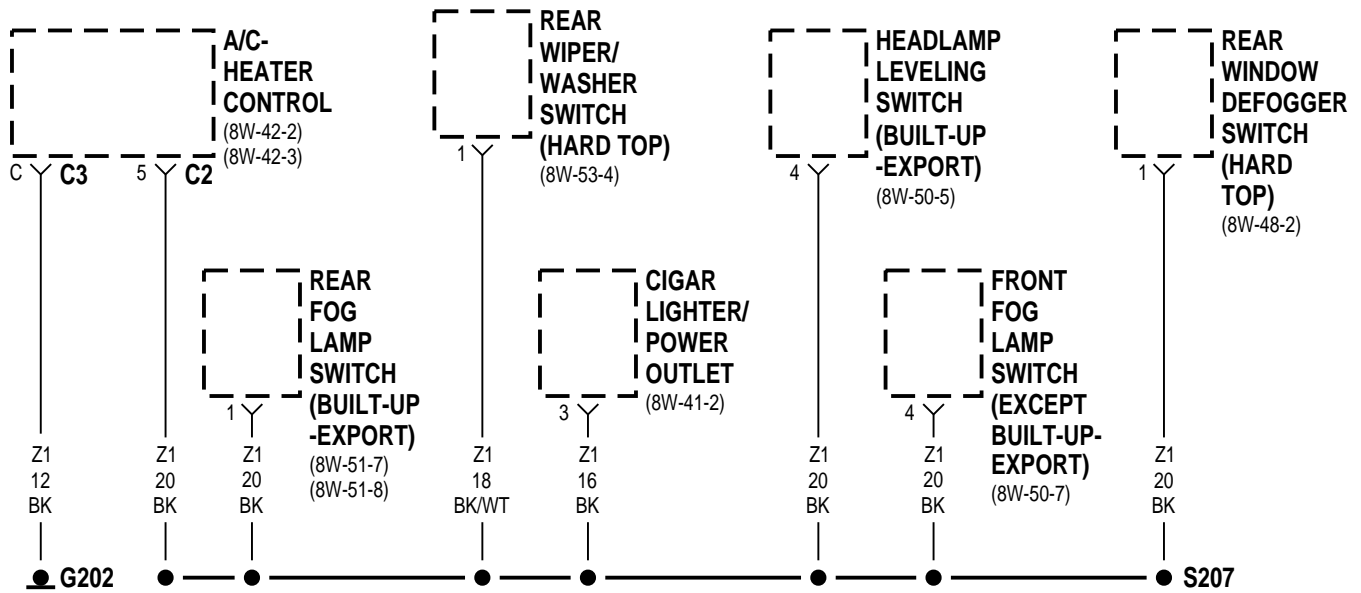 A/C-
HEATER
CONTROL
(8W-42-2)
(8W-42-3)
C
C3
5
C2
REAR
WIPER/
WASHER
SWITCH
(HARD TOP)
(8W-53-4)
1
HEADLAMP
LEVELING
SWITCH
(BUILT-UP
-EXPORT)
(8W-50-5)
4
REAR
WINDOW
DEFOGGER
SWITCH
(HARD
TOP)
(8W-48-2)
1
REAR
FOG
LAMP
SWITCH
(BUILT-UP
-EXPORT)
(8W-51-7)
(8W-51-8)
1
CIGAR
LIGHTER/
POWER
OUTLET
(8W-41-2)
3
FRONT
FOG
LAMP
SWITCH
(EXCEPT
BUILT-UP-
EXPORT)
(8W-50-7)
4
Z1
12
BK
Z1
20
BK
Z1
20
BK
Z1
18
BK/WT
Z1
16
BK
Z1
20
BK
Z1
20
BK
Z1
20
BK
G202
S207